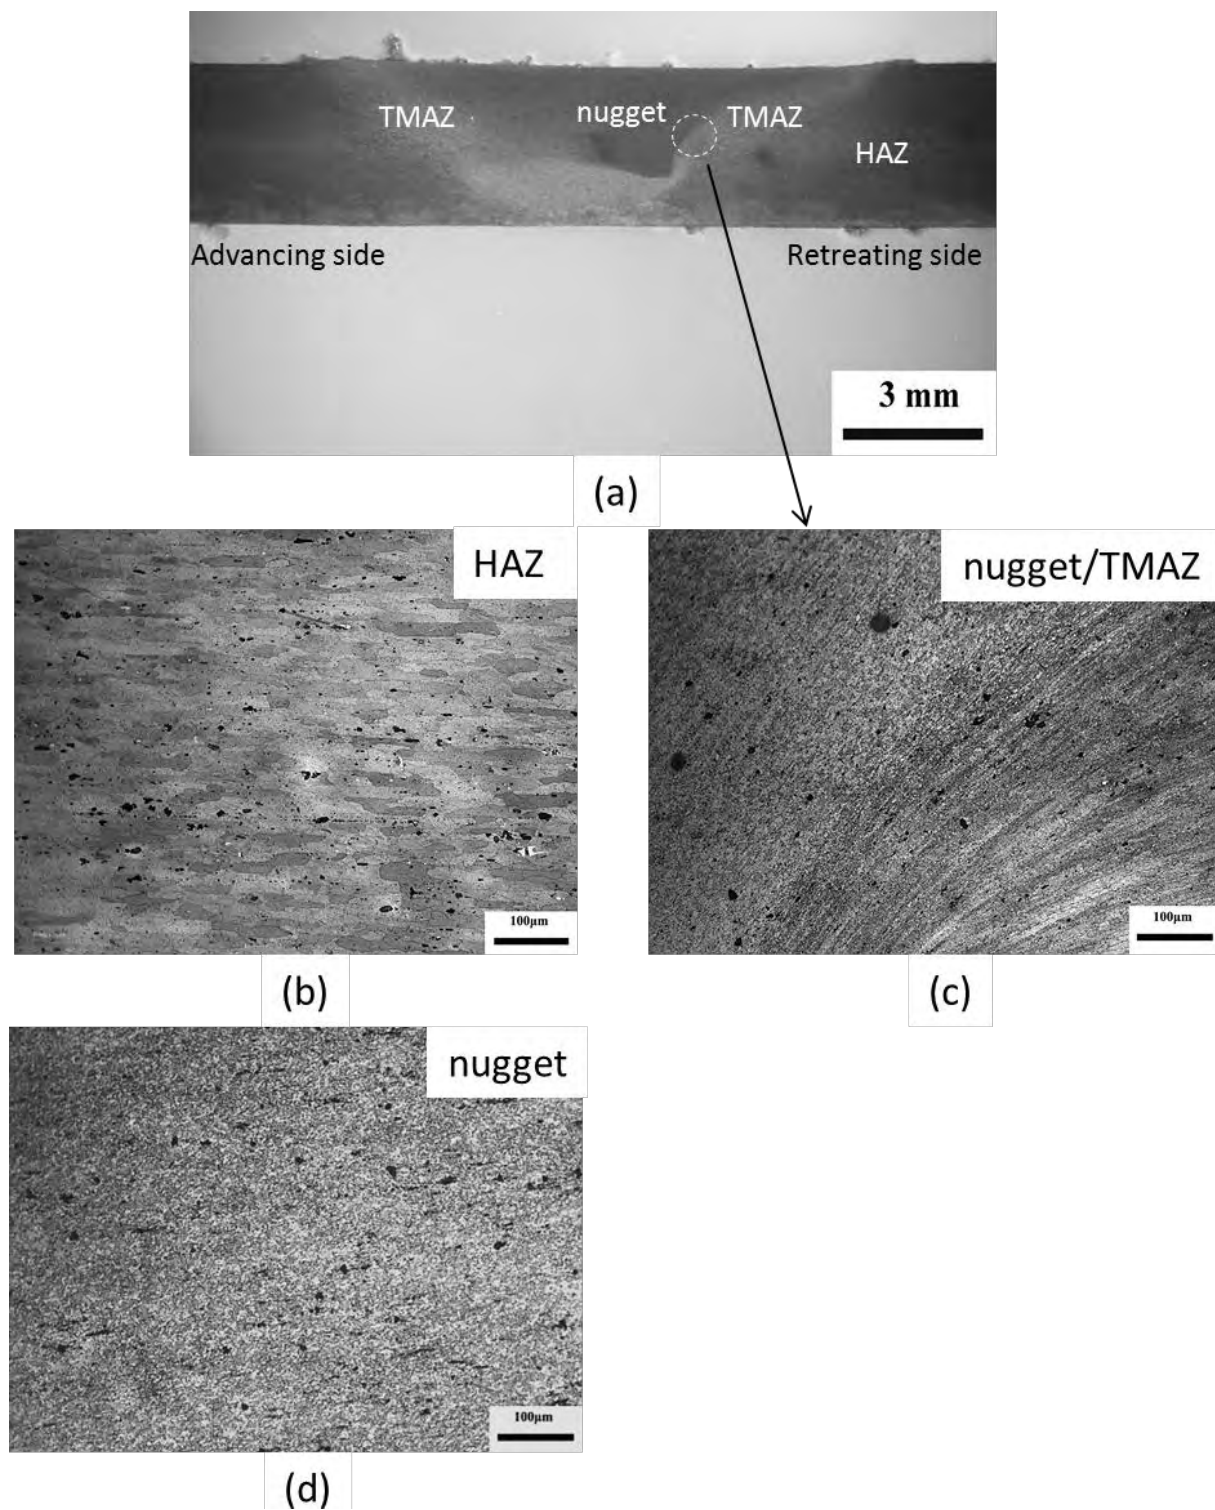 TMAZ
nugget
TMAZ
HAZ
Advancing side
Retreating side
3 mm
(a)
HAZ
nugget/TMAZ
100μm
100μm
(b)
(c)
nugget
100μm
(d)